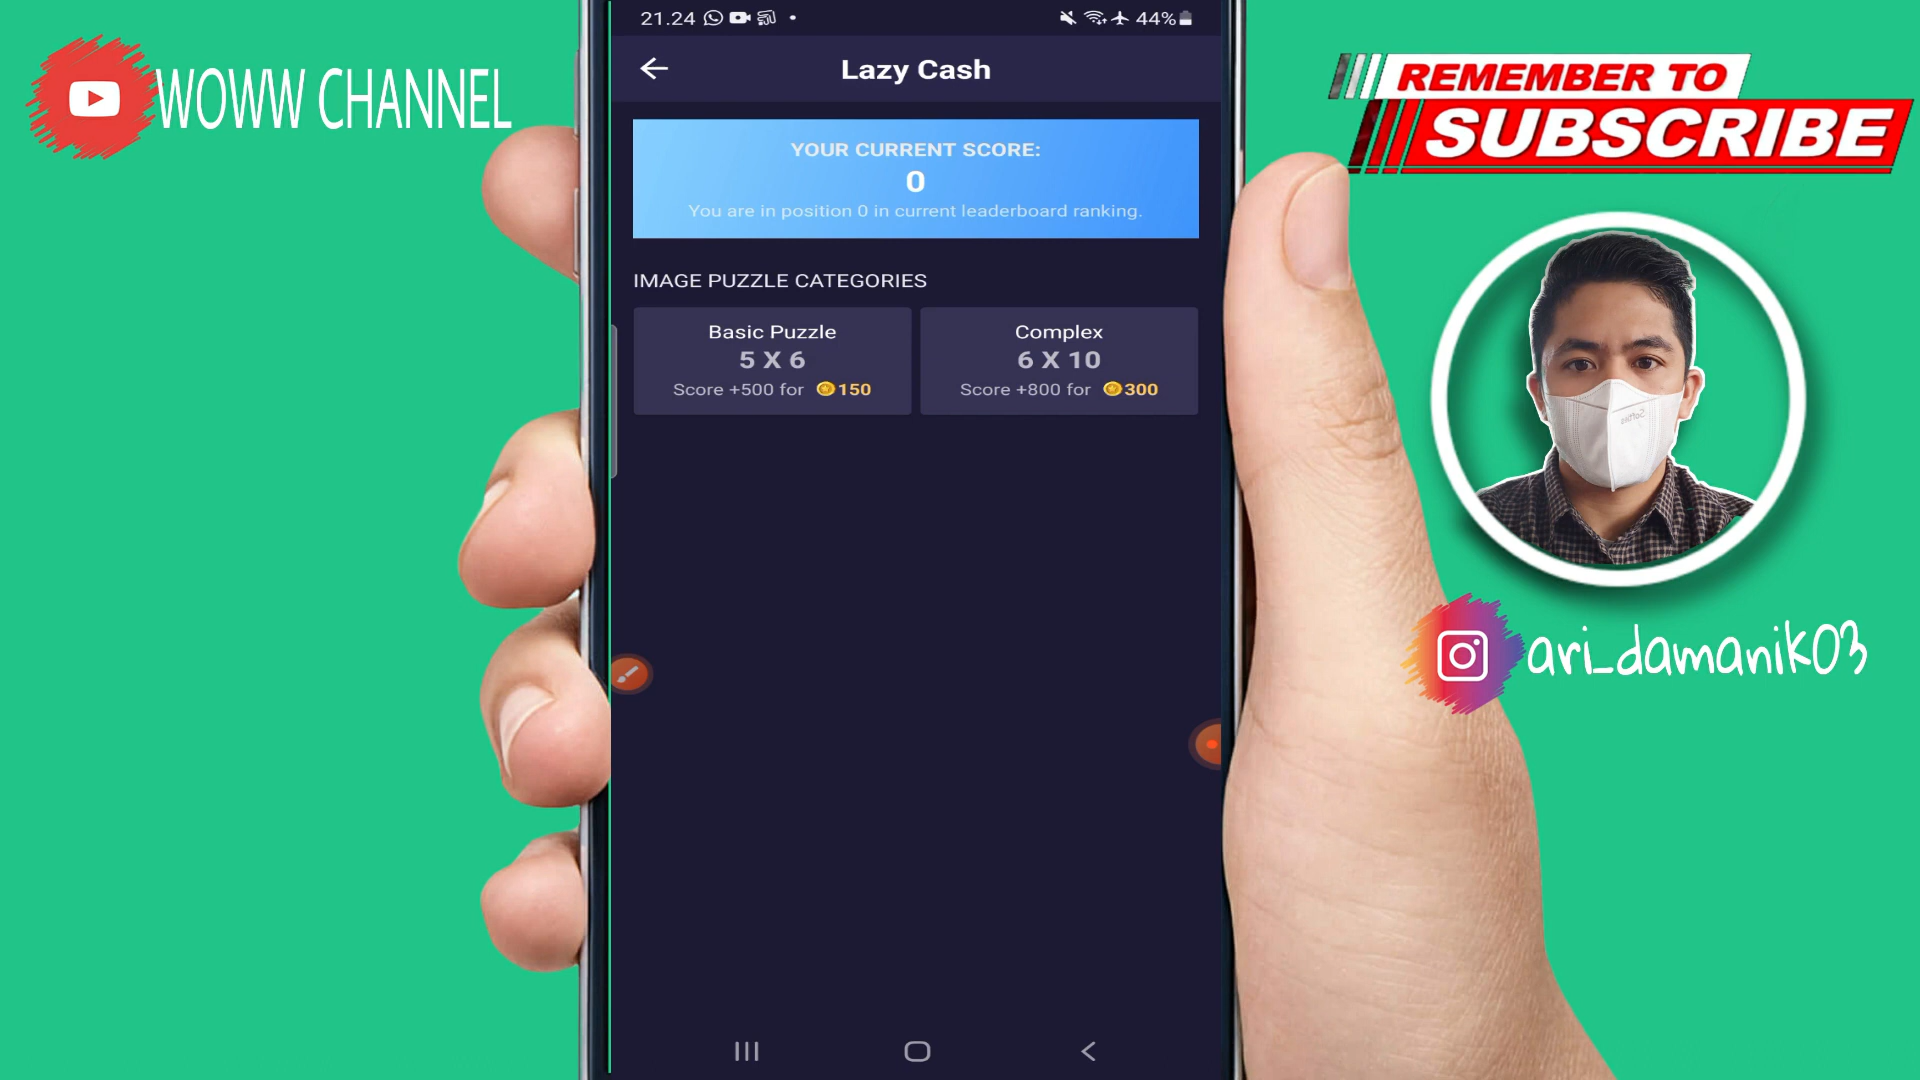 WOWW CHANNEL
REMEMBER TO
SUBSCRIBE
21.24
44%
Lazy Cash
YOUR CURRENT SCORE:
0
You are in position 0 in current leaderboard ranking.
IMAGE PUZZLE CATEGORIES
Basic Puzzle
5 X 6
Score +500 for 150
Complex
6 X 10
Score +800 for 300
ari_damanik03